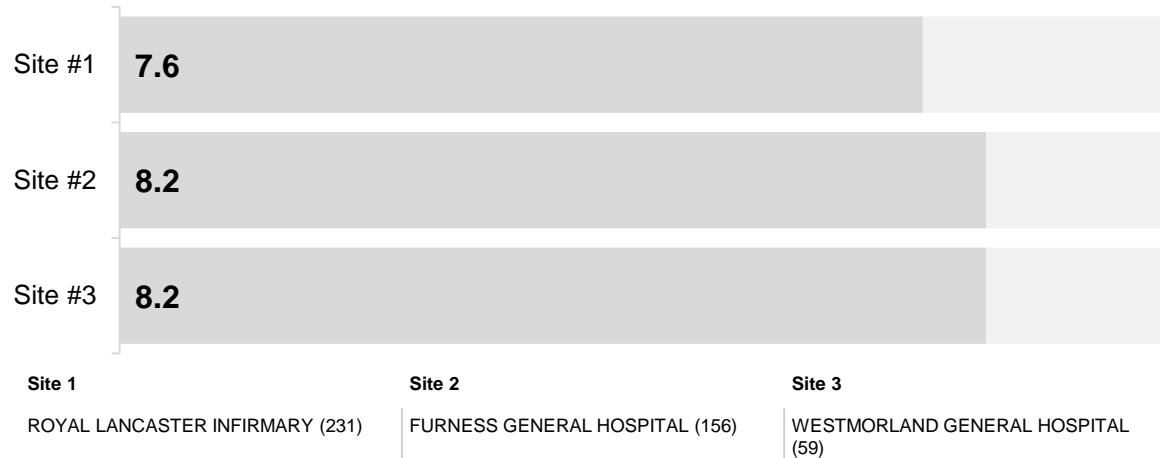 Site #1
7.6
Site #2
8.2
Site #3
8.2
Site 1
ROYAL LANCASTER INFIRMARY (231)
Site 2
FURNESS GENERAL HOSPITAL (156)
Site 3
WESTMORLAND GENERAL HOSPITAL
(59)